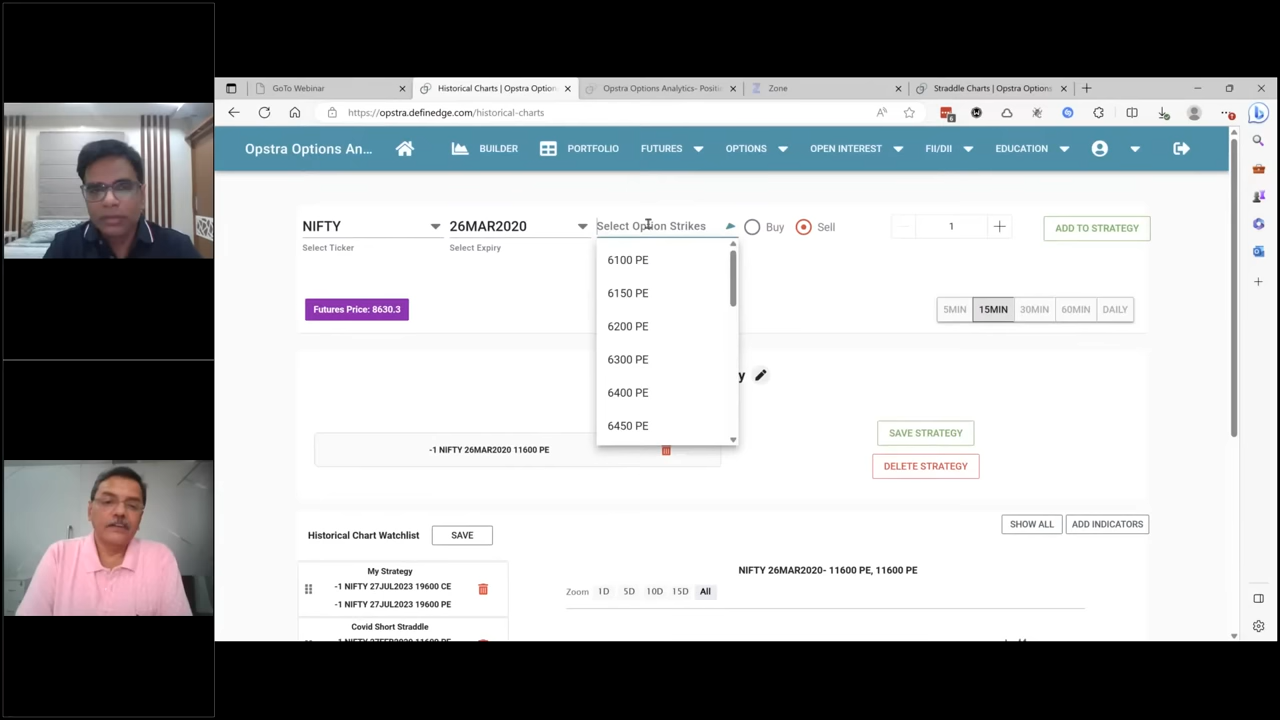 GoTo Webinar
Historical Charts | Opstra Option
Opstra Options Analytics- Positi
Zone
Straddle Charts | Opstra Options
https://opstra.definedge.com/historical-charts
Opstra Options An...
BUILDER
PORTFOLIO
FUTURES
OPTIONS
OPEN INTEREST
FII/DII
EDUCATION
NIFTY
26MAR2020
Select Option Strikes
Buy
Sell
1
ADD TO STRATEGY
Select Ticker
Select Expiry
6100 PE
6150 PE
6200 PE
6300 PE
6400 PE
6450 PE
Futures Price: 8630.3
5MIN
15MIN
30MIN
60MIN
DAILY
y
-1 NIFTY 26MAR2020 11600 PE
SAVE STRATEGY
DELETE STRATEGY
Historical Chart Watchlist
SAVE
SHOW ALL
ADD INDICATORS
My Strategy
-1 NIFTY 27JUL2023 19600 CE
-1 NIFTY 27JUL2023 19600 PE
Covid Short Straddle
-1 NIFTY 27FEB2020 11600 PE
NIFTY 26MAR2020- 11600 PE, 11600 PE
Zoom 1D 5D 10D 15D All